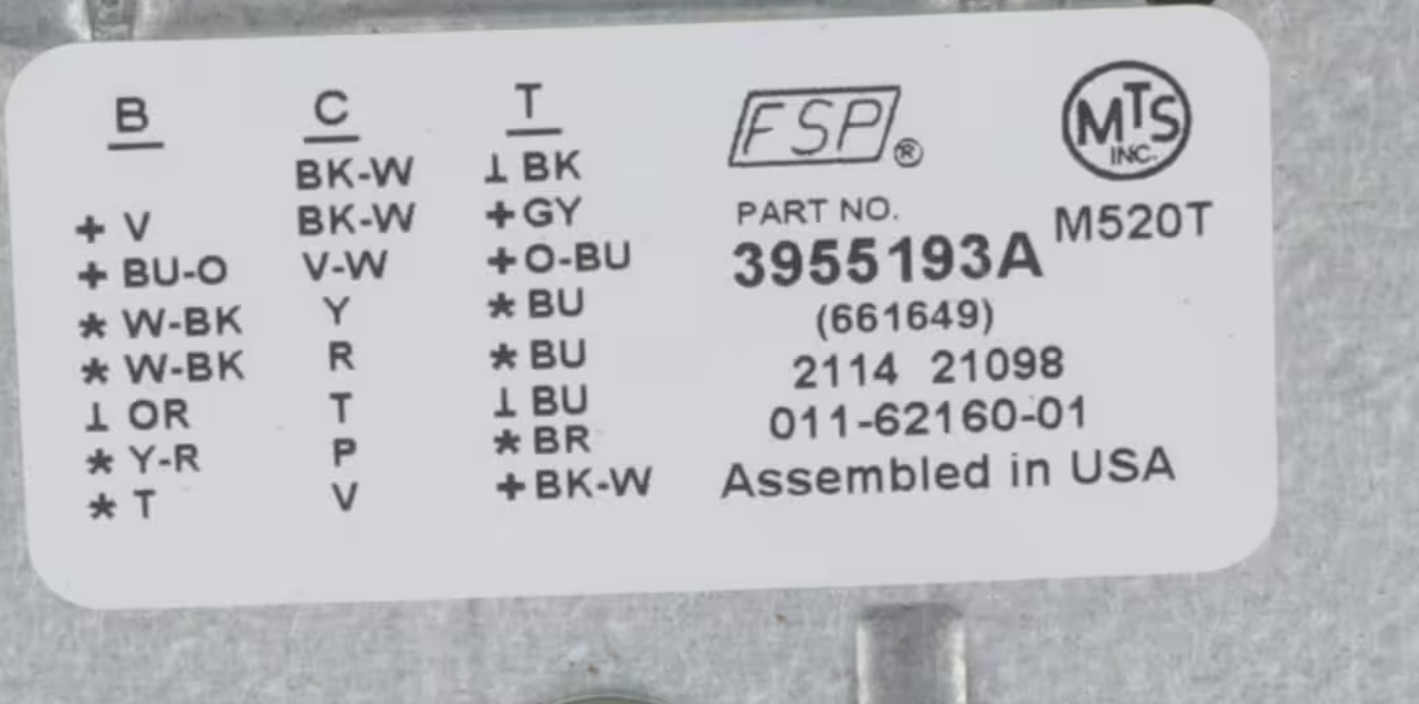 B C T
BK-W ⊥ BK
+ V BK-W + GY
+ BU-O V-W + O-BU
* W-BK Y * BU
* W-BK R * BU
⊥ OR T ⊥ BU
* Y-R P * BR
* T V + BK-W
FSP®
MTS
INC.
PART NO. M520T
3955193A
(661649)
2114 21098
011-62160-01
Assembled in USA